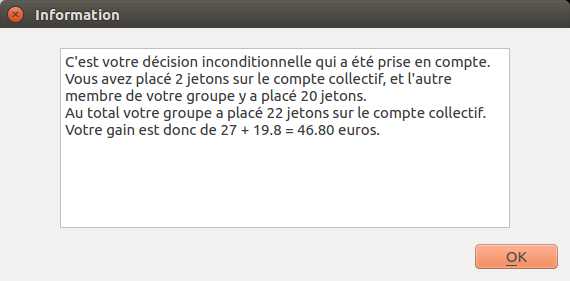 Information
C'est votre décision inconditionnelle qui a été prise en compte.
Vous avez placé 2 jetons sur le compte collectif, et l'autre
membre de votre groupe y a placé 20 jetons.
Au total votre groupe a placé 22 jetons sur le compte collectif.
Votre gain est donc de 27 + 19.8 = 46.80 euros.
OK